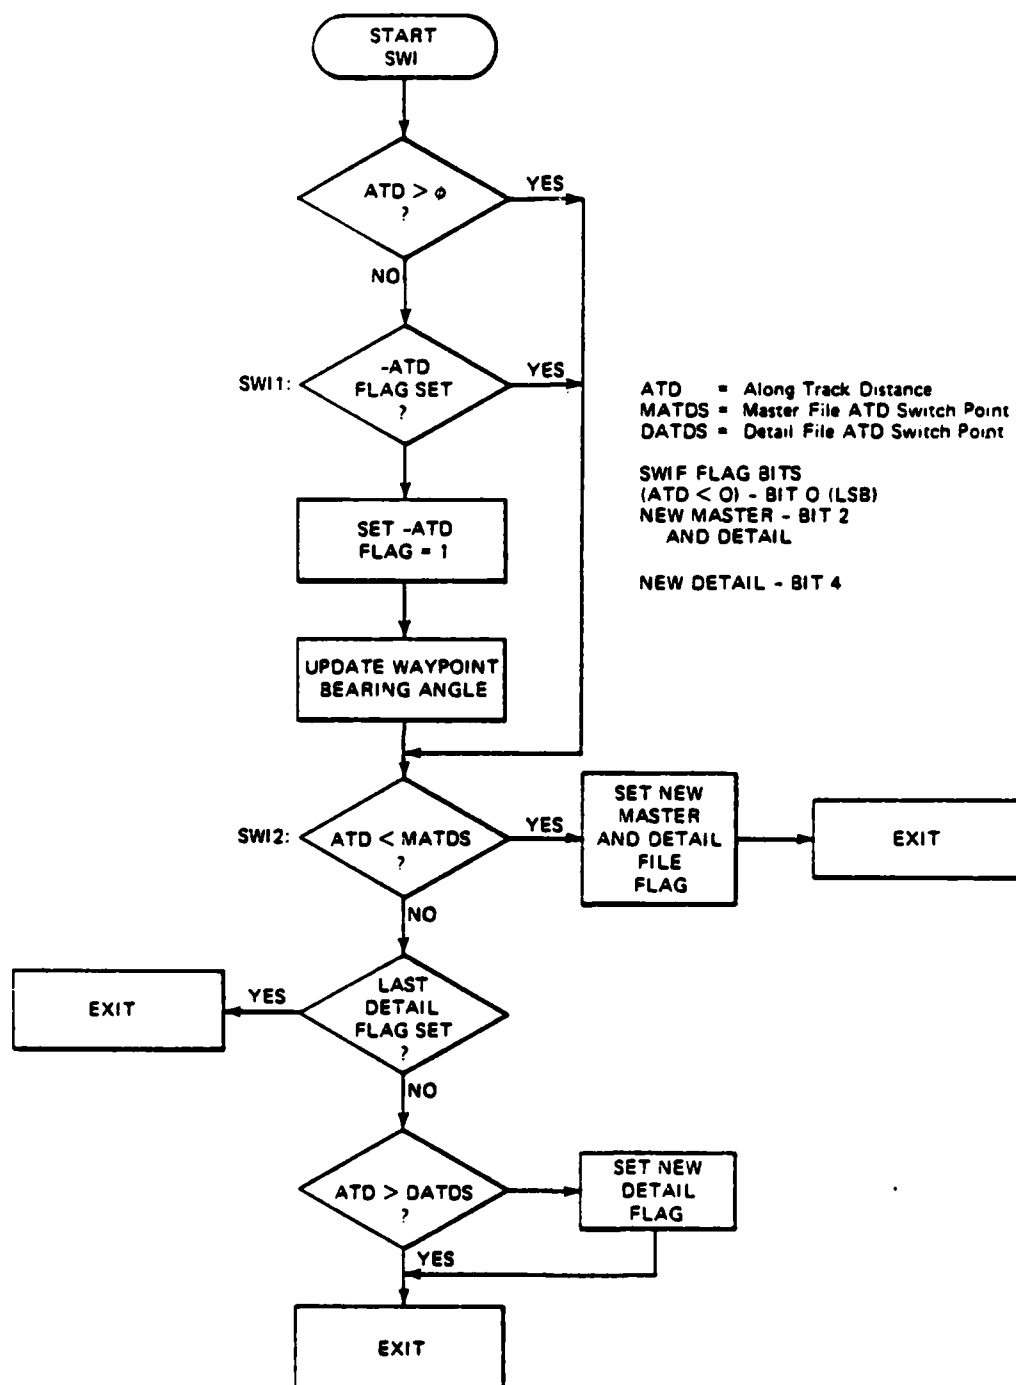 START
SWI
ATD > φ
?
YES
NO
SWI1:
-ATD
FLAG SET
?
YES
ATD = Along Track Distance
MATDS = Master File ATD Switch Point
DATDS = Detail File ATD Switch Point
SWIF FLAG BITS
(ATD < 0) - BIT 0 (LSB)
NEW MASTER - BIT 2
AND DETAIL
NEW DETAIL - BIT 4
SET -ATD
FLAG = 1
UPDATE WAYPOINT
BEARING ANGLE
SWI2:
ATD < MATDS
?
YES
SET NEW
MASTER
AND DETAIL
FILE
FLAG
EXIT
NO
EXIT
YES
LAST
DETAIL
FLAG SET
?
NO
ATD > DATDS
?
SET NEW
DETAIL
FLAG
YES
EXIT